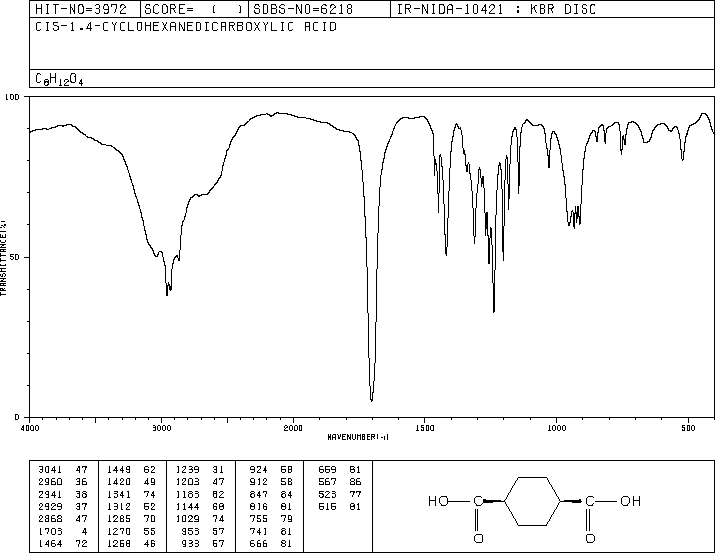 HIT-NO=3972 SCORE= ( ) SDBS-NO=6218 IR-NIDA-10421 : KBR DISC
CIS-1,4-CYCLOHEXANEDICARBOXYLIC ACID
C8H12O4
100
50
0
TRANSMITTANCE(%)
4000 3000 2000 1500 1000 500
WAVENUMBER(-1)
3041 47 1449 62 1239 31 924 58 669 81
2960 36 1420 49 1203 47 912 58 567 86
2941 38 1341 74 1183 62 847 84 523 77
2929 37 1312 52 1144 68 816 81 81
2868 47 1285 70 1029 74 755 79
1703 4 1270 55 953 57 741 81
1464 72 1258 46 933 57 666 81
HO C C OH
O O